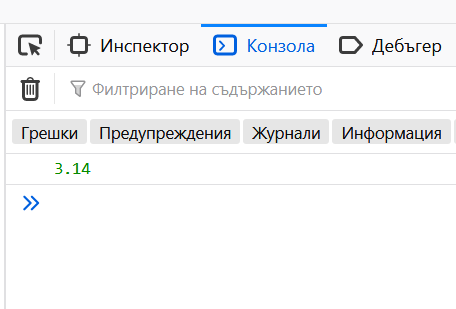 Инспектор Конзола Дебъгер
Филтриране на съдържанието
Грешки Предупреждения Журнали Информация
3.14